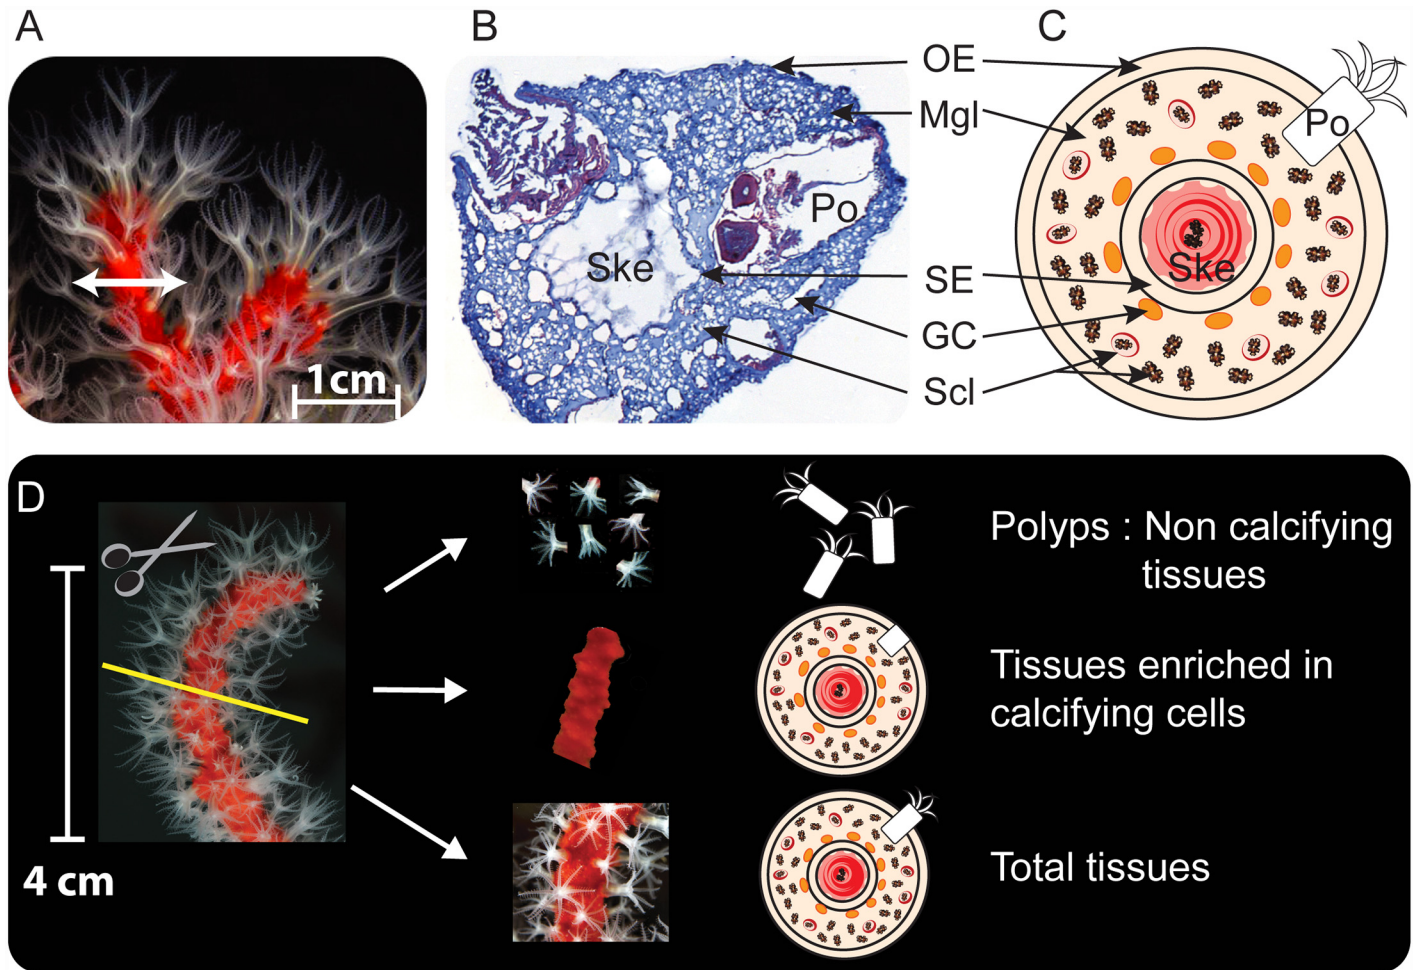 A
B
C
OE
Mgl
Po
Po
Ske
Ske
SE
GC
Scl
1cm
D
Polyps : Non calcifying
tissues
Tissues enriched in
calcifying cells
Total tissues
4 cm